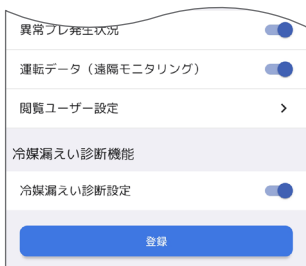 異常プレ発生状況
運転データ（遠隔モニタリング）
閲覧ユーザー設定
冷媒漏えい診断機能
冷媒漏えい診断設定
登録